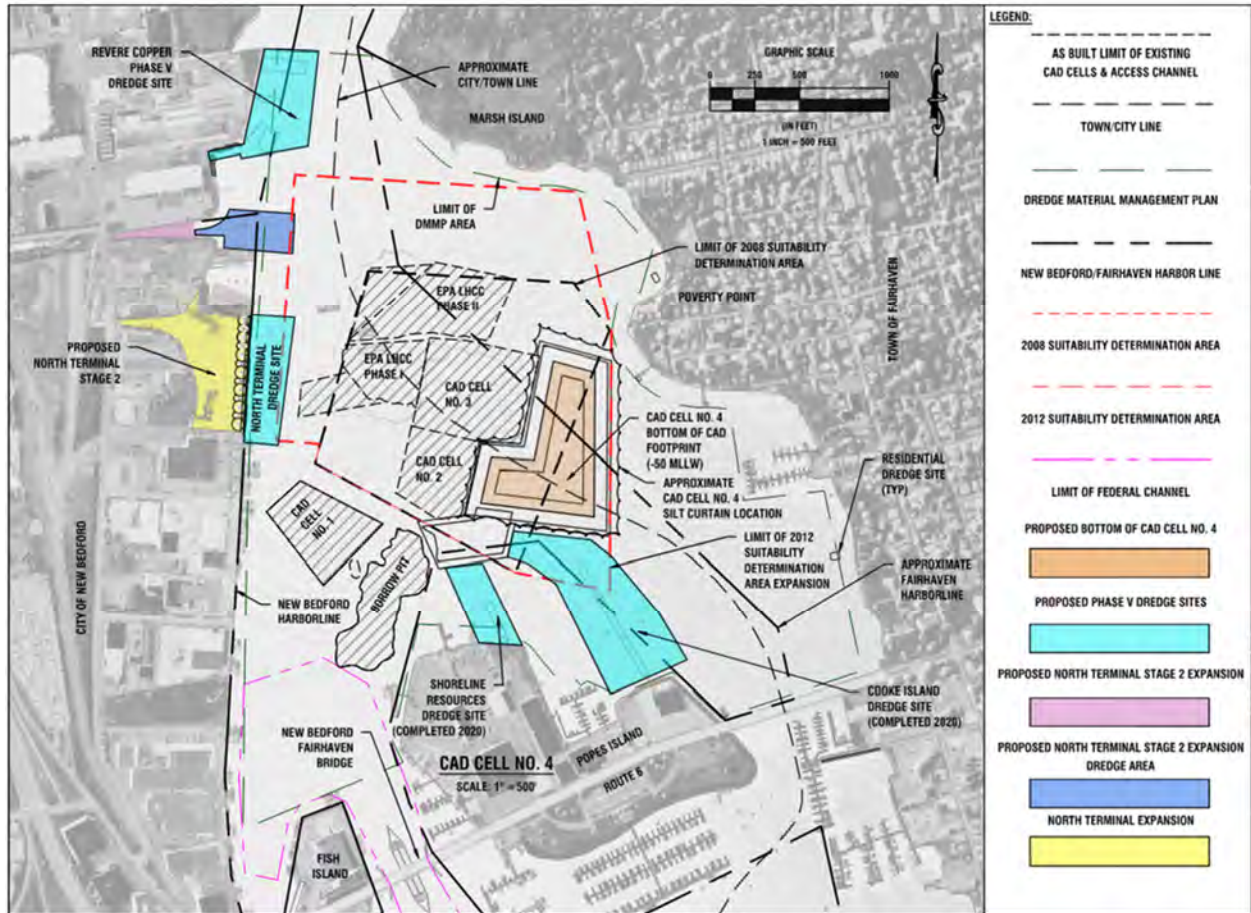 REVERE COPPER
PHASE V
DREDGE SITE
APPROXIMATE
CITY/TOWN LINE
MARSH ISLAND
GRAPHIC SCALE
0 250 500 1000
(IN FEET)
1 INCH = 500 FEET
LIMIT OF
DMMP AREA
LIMIT OF 2008 SUITABILITY
DETERMINATION AREA
EPA LHCC
PHASE II
POVERTY POINT
TOWN OF FAIRHAVEN
PROPOSED
NORTH TERMINAL
STAGE 2
NORTH TERMINAL
DREDGE SITE
EPA LHCC
PHASE I
CAD CELL
NO. 3
CAD CELL NO. 4
BOTTOM OF CAD
FOOTPRINT
(-50 MLLW)
CAD CELL
NO. 2
APPROXIMATE
CAD CELL NO. 4
SILT CURTAIN LOCATION
RESIDENTIAL
DREDGE SITE
(TYP)
CAD
CELL
NO. 1
LIMIT OF 2012
SUITABILITY
DETERMINATION
AREA EXPANSION
APPROXIMATE
FAIRHAVEN
HARBORLINE
BORROW PIT
CITY OF NEW BEDFORD
NEW BEDFORD
HARBORLINE
SHORELINE
RESOURCES
DREDGE SITE
(COMPLETED 2020)
COOKE ISLAND
DREDGE SITE
(COMPLETED 2020)
NEW BEDFORD
FAIRHAVEN
BRIDGE
CAD CELL NO. 4
SCALE: 1" = 500'
POPES ISLAND
ROUTE 6
FISH
ISLAND
LEGEND:
AS BUILT LIMIT OF EXISTING
CAD CELLS & ACCESS CHANNEL
TOWN/CITY LINE
DREDGE MATERIAL MANAGEMENT PLAN
NEW BEDFORD/FAIRHAVEN HARBOR LINE
2008 SUITABILITY DETERMINATION AREA
2012 SUITABILITY DETERMINATION AREA
LIMIT OF FEDERAL CHANNEL
PROPOSED BOTTOM OF CAD CELL NO. 4
PROPOSED PHASE V DREDGE SITES
PROPOSED NORTH TERMINAL STAGE 2 EXPANSION
PROPOSED NORTH TERMINAL STAGE 2 EXPANSION
DREDGE AREA
NORTH TERMINAL EXPANSION